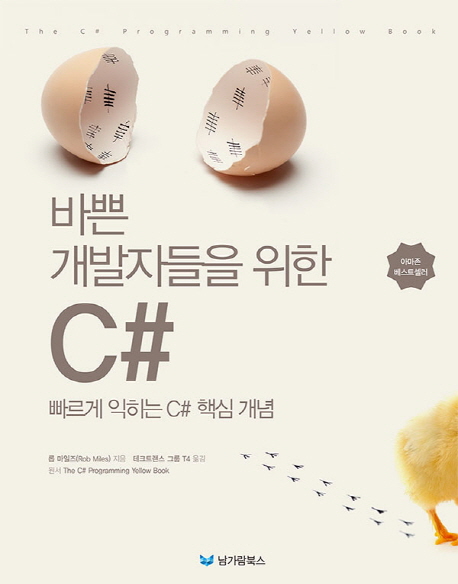 The C# Programming Yellow Book
바쁜
개발자들을 위한
C#
아마존
베스트셀러
빠르게 익히는 C# 핵심 개념
롭 마일즈(Rob Miles) 지음 테크트랜스 그룹 T4 옮김
원서 The C# Programming Yellow Book
남가람북스